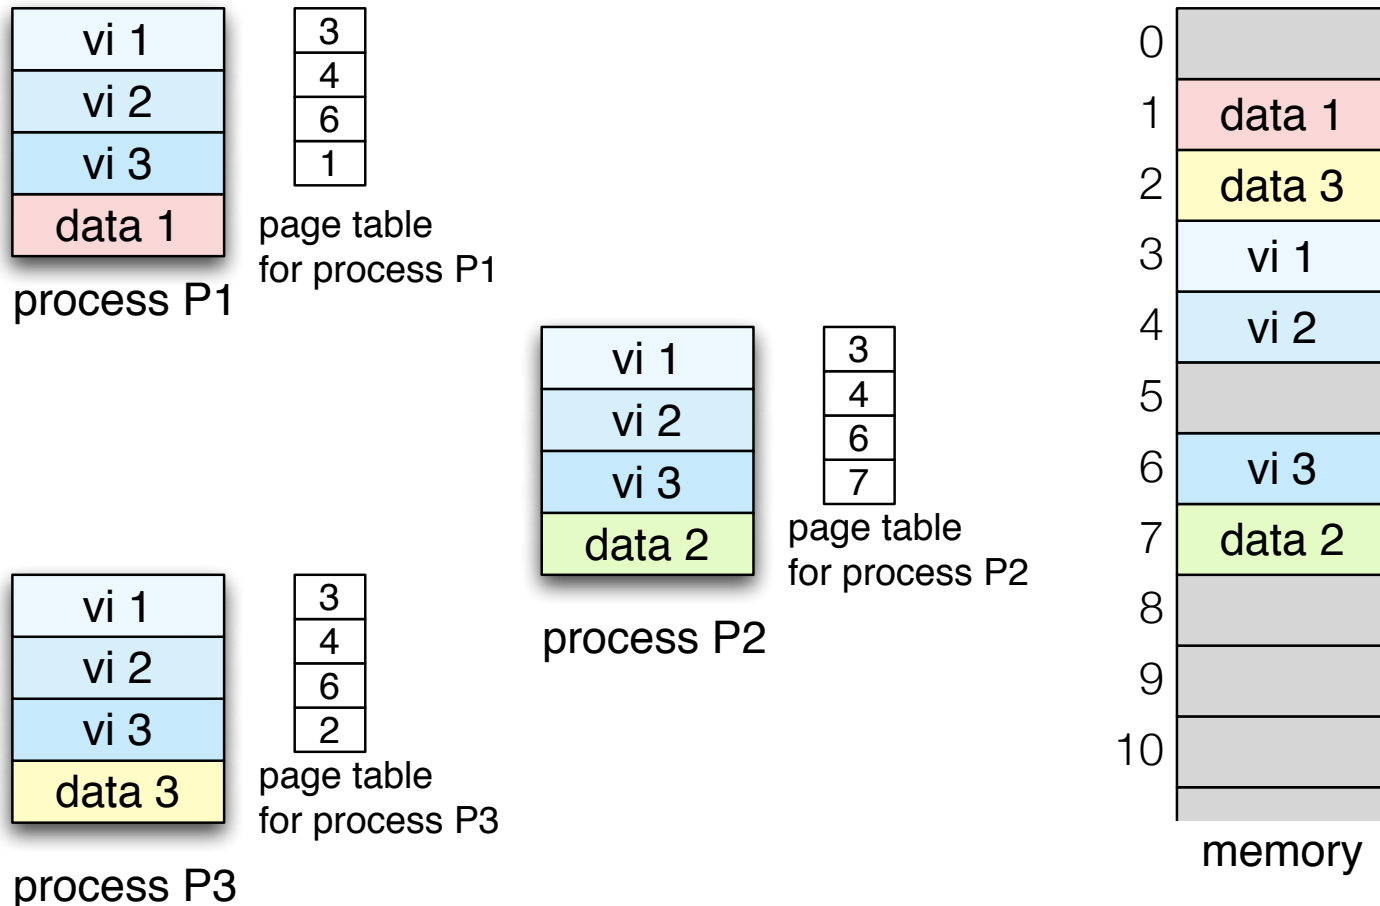 vi 1
vi 2
vi 3
data 1
process P1
3
4
6
1
page table
for process P1
vi 1
vi 2
vi 3
data 2
process P2
3
4
6
7
page table
for process P2
vi 1
vi 2
vi 3
data 3
process P3
3
4
6
2
page table
for process P3
0
1 data 1
2 data 3
3 vi 1
4 vi 2
5
6 vi 3
7 data 2
8
9
10
memory